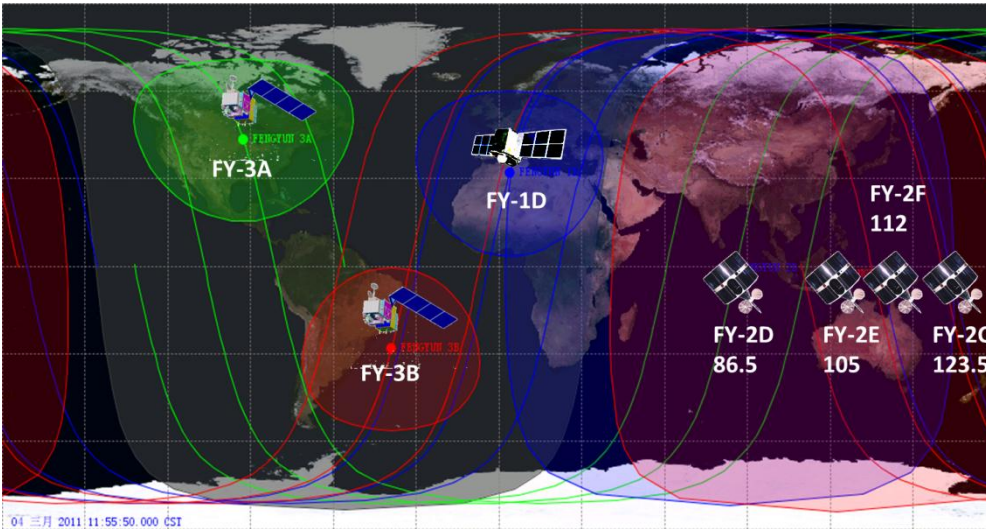 FENGYUN 3A
FY-3A
FY-1D
FY-2F
112
FY-2D
86.5
FY-2E
105
FY-2C
123.5
FENGYUN 3B
FY-3B
04 三月 2011 11:55:50.000 CST